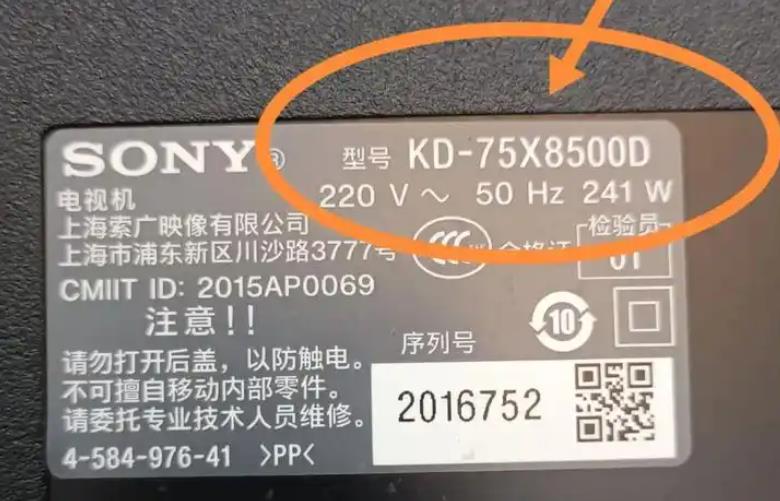 SONY®
型号 KD-75X8500D
电视机
220 V ~ 50 Hz 241 W
上海索广映像有限公司
上海市浦东新区川沙路3777号
合格证
检验员
01
CMIIT ID: 2015AP0069
注意!!
10
请勿打开后盖，以防触电。
不可擅自移动内部零件。
请委托专业技术人员维修。
序列号
2016752
4-584-976-41 >PP<